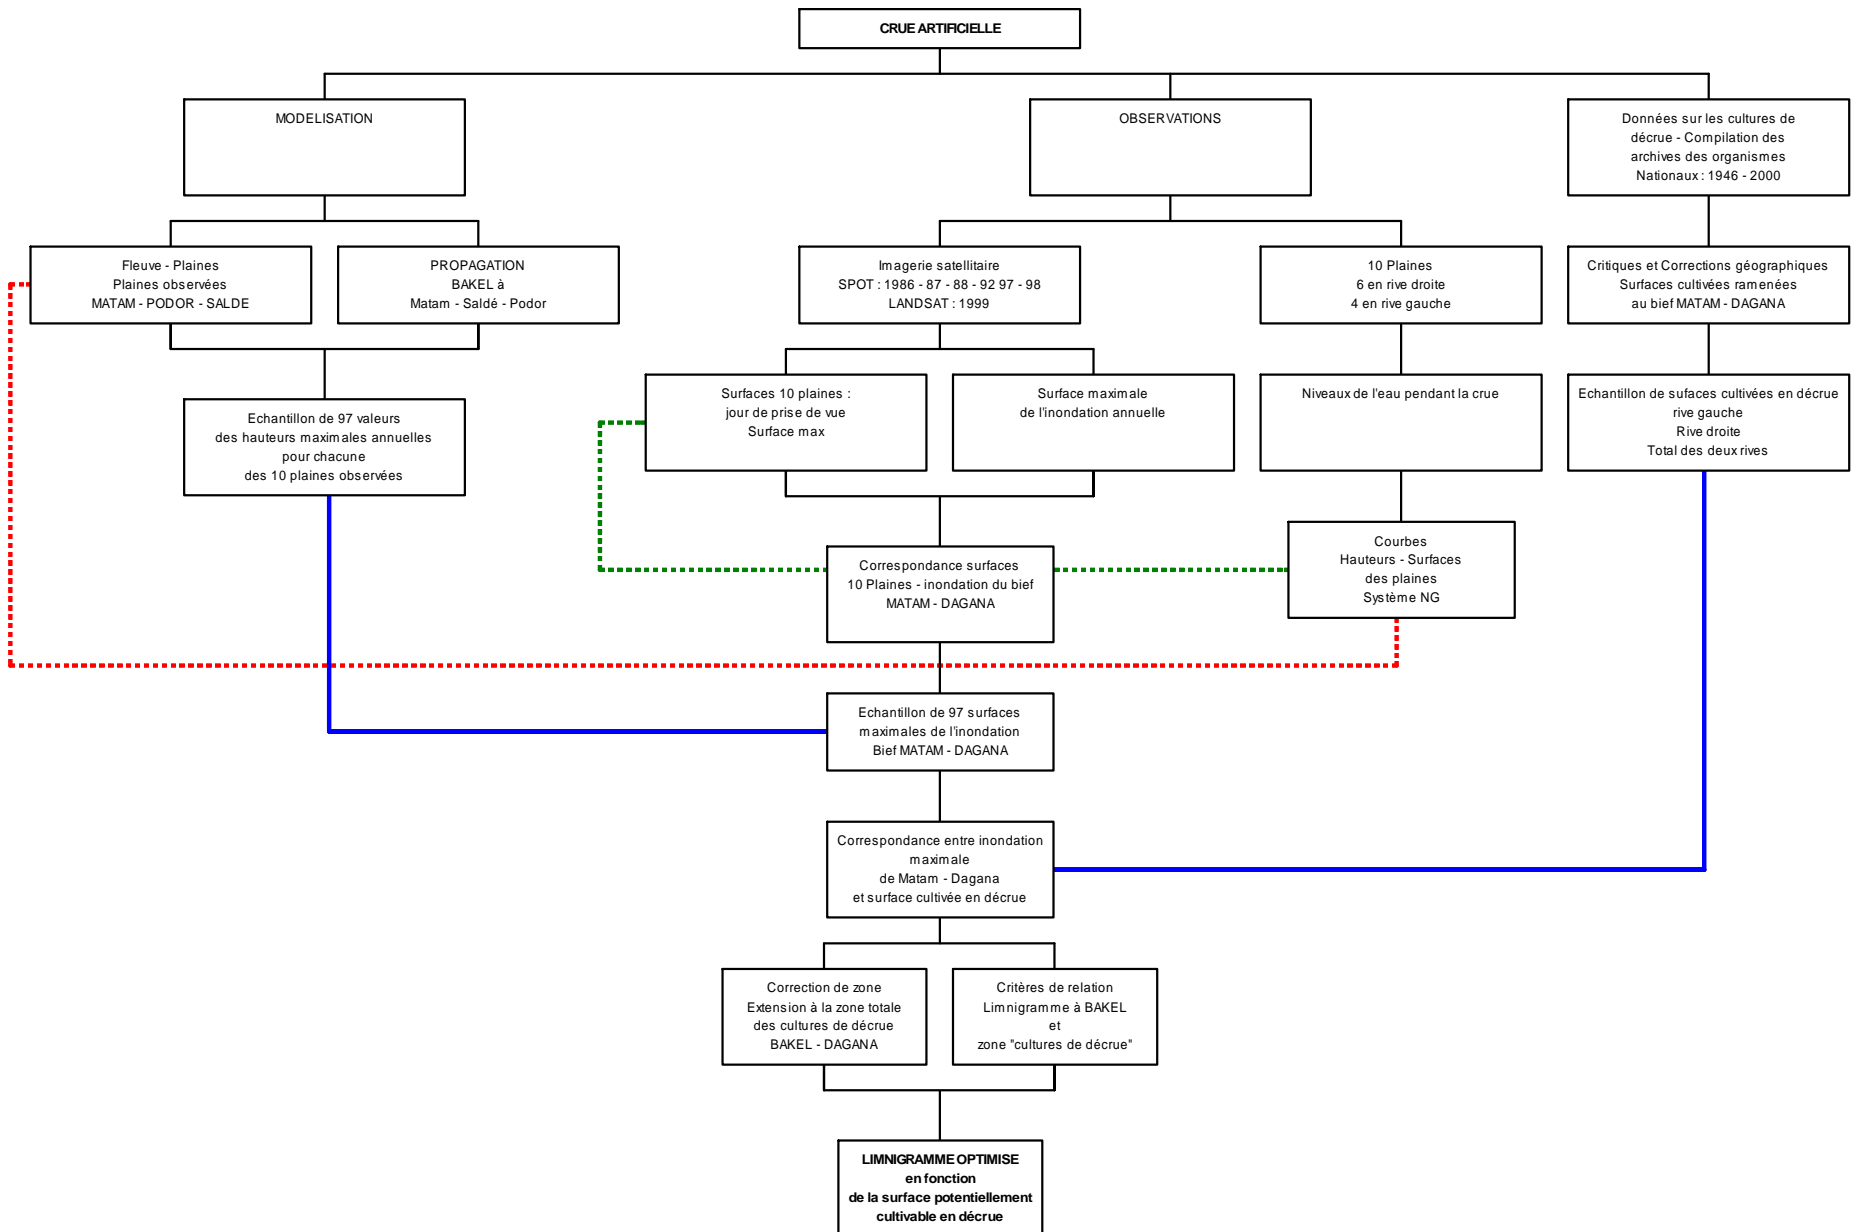 CRUE ARTIFICIELLE
MODELISATION
OBSERVATIONS
Données sur les cultures de
décrue - Compilation des
archives des organismes
Nationaux : 1946 - 2000
Fleuve - Plaines
Plaines observées
MATAM - PODOR - SALDE
PROPAGATION
BAKEL à
Matam - Saldé - Podor
Imagerie satellitaire
SPOT : 1986 - 87 - 88 - 92 97 - 98
LANDSAT : 1999
10 Plaines
6 en rive droite
4 en rive gauche
Critiques et Corrections géographiques
Surfaces cultivées ramenées
au bief MATAM - DAGANA
Echantillon de 97 valeurs
des hauteurs maximales annuelles
pour chacune
des 10 plaines observées
Surfaces 10 plaines :
jour de prise de vue
Surface max
Surface maximale
de l'inondation annuelle
Niveaux de l'eau pendant la crue
Echantillon de sufaces cultivées en décrue
rive gauche
Rive droite
Total des deux rives
Correspondance surfaces
10 Plaines - inondation du bief
MATAM - DAGANA
Courbes
Hauteurs - Surfaces
des plaines
Système NG
Echantillon de 97 surfaces
maximales de l'inondation
Bief MATAM - DAGANA
Correspondance entre inondation
maximale
de Matam - Dagana
et surface cultivée en décrue
Correction de zone
Extension à la zone totale
des cultures de décrue
BAKEL - DAGANA
Critères de relation
Limnigramme à BAKEL
et
zone "cultures de décrue"
LIMNIGRAMME OPTIMISE
en fonction
de la surface potentiellement
cultivable en décrue